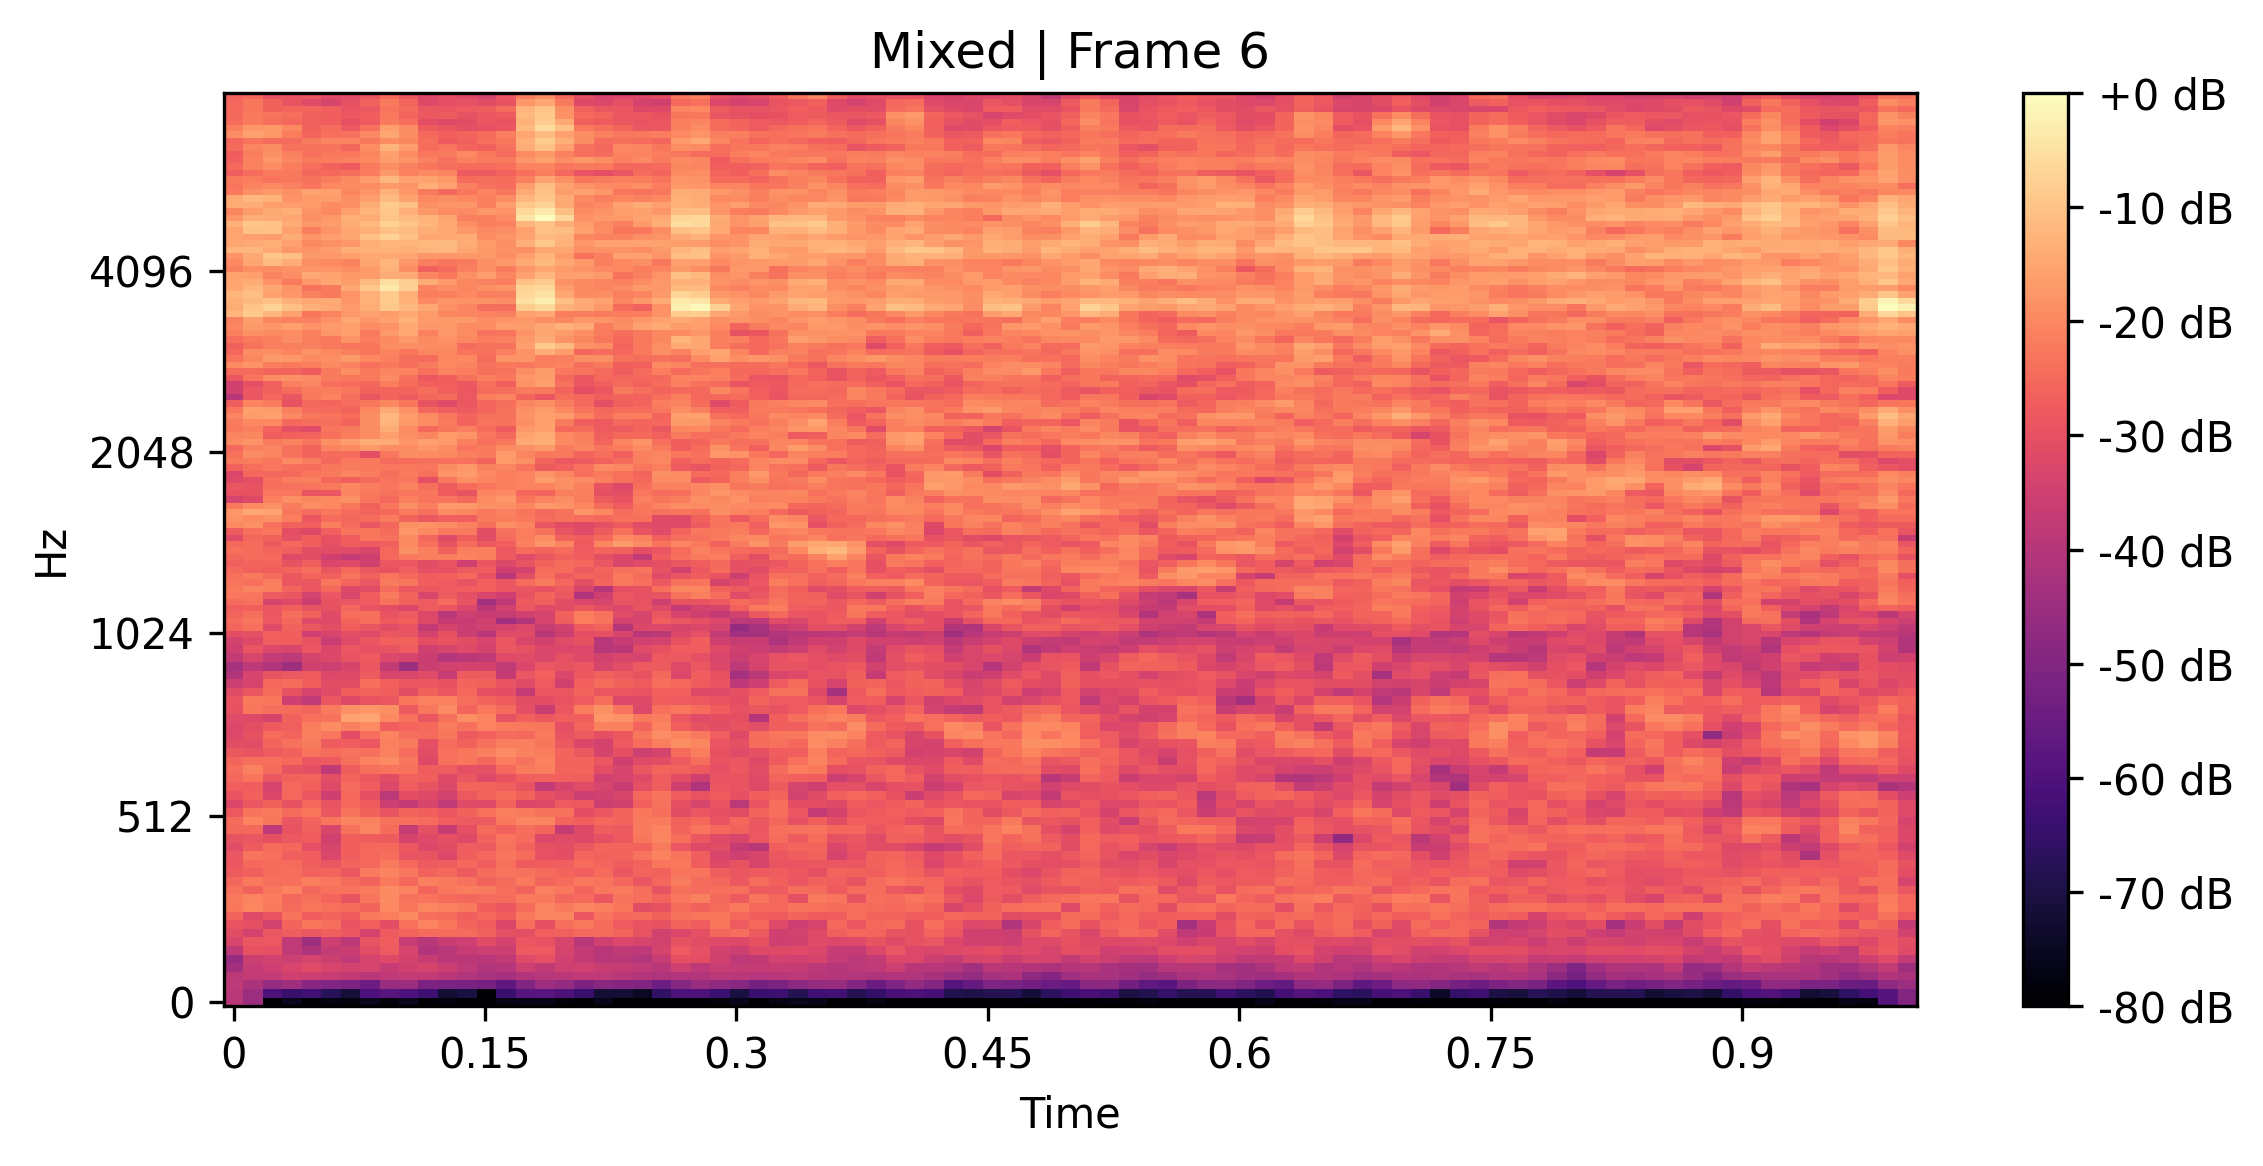 Mixed | Frame 6
+0 dB
-10 dB
-20 dB
-30 dB
-40 dB
-50 dB
-60 dB
-70 dB
-80 dB
Hz
4096
2048
1024
512
0
0 0.15 0.3 0.45 0.6 0.75 0.9
Time